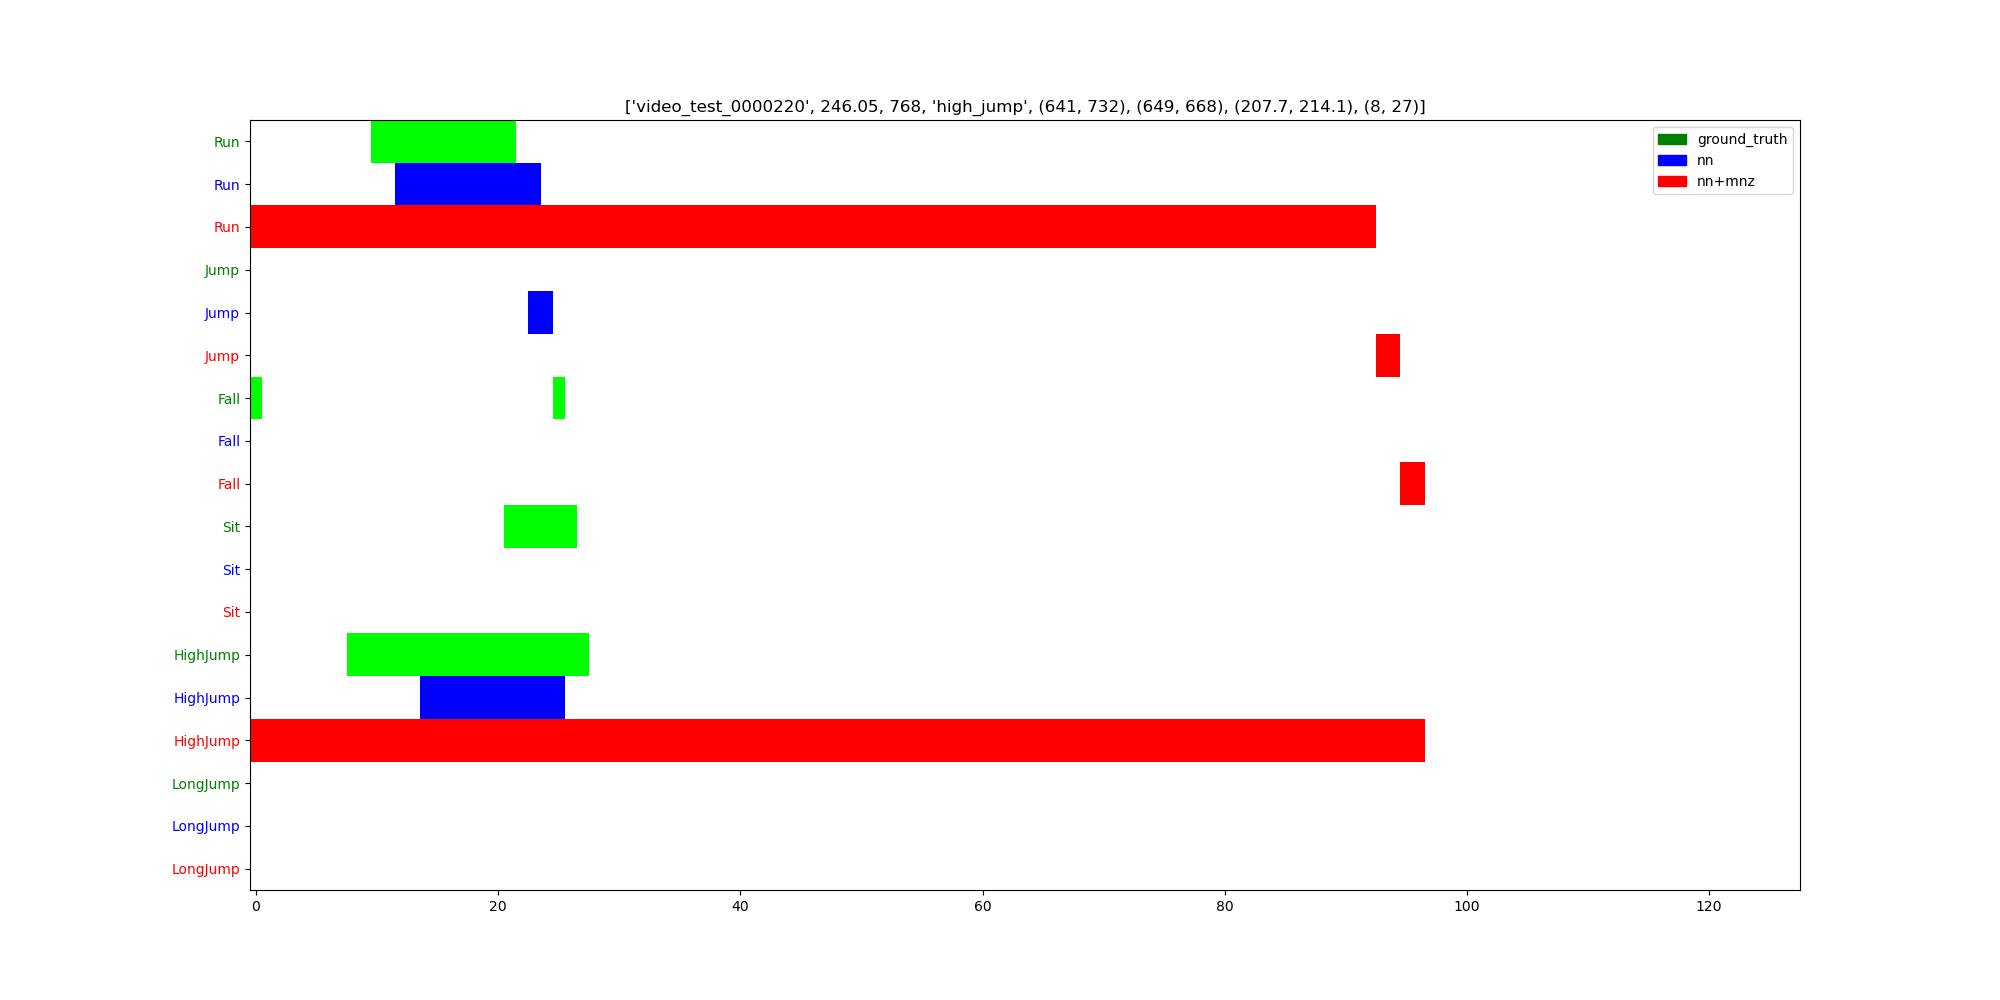 ['video_test_0000220', 246.05, 768, 'high_jump', (641, 732), (649, 668), (207.7, 214.1), (8, 27)]
ground_truth
nn
nn+mnz
Run
Run
Run
Jump
Jump
Jump
Fall
Fall
Fall
Sit
Sit
Sit
HighJump
HighJump
HighJump
LongJump
LongJump
LongJump
0 20 40 60 80 100 120